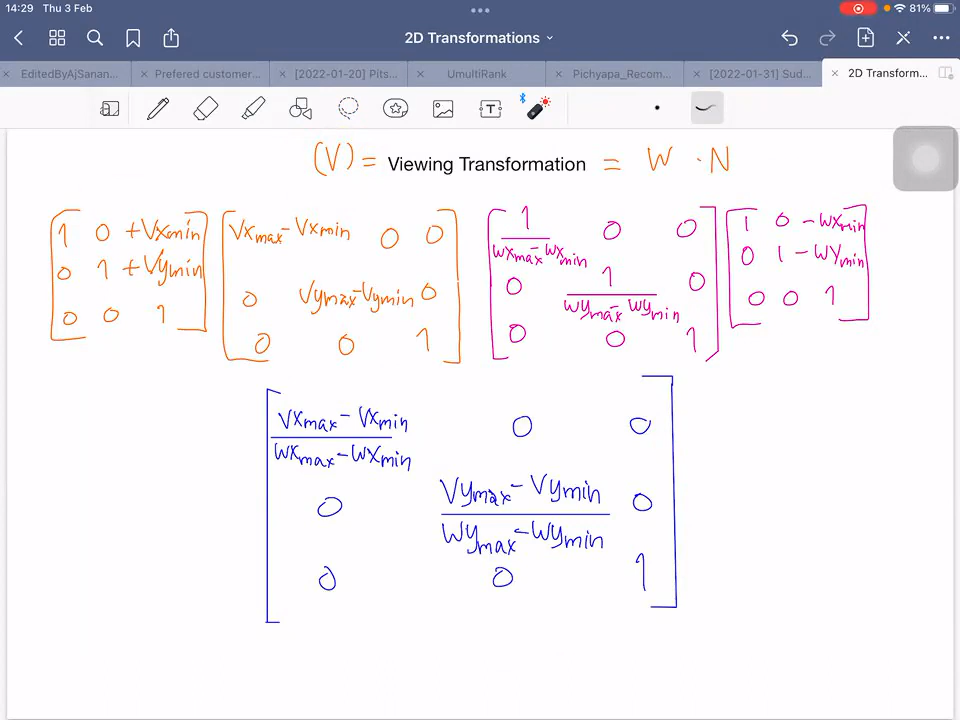 14:29 Thu 3 Feb
81%
2D Transformations
EditedByAjSanan...
Prefered customer...
[2022-01-20] Pits...
UmultiRank
Pichyapa_Recom...
[2022-01-31] Sud...
2D Transform...
(V) = Viewing Transformation = W · N
1 0 +Vxmin
0 1 +Vymin
0 0 1
Vxmax-Vxmin 0 0
0 Vymax-Vymin 0
0 0 1
1 0 0
wxmax-wxmin
0 1 0
wymax-wymin
0 0 1
1 0 -wxmin
0 1 -wymin
0 0 1
Vxmax-Vxmin 0 0
Wxmax-Wxmin
0 Vymax-Vymin 0
Wymax-Wymin
0 0 1